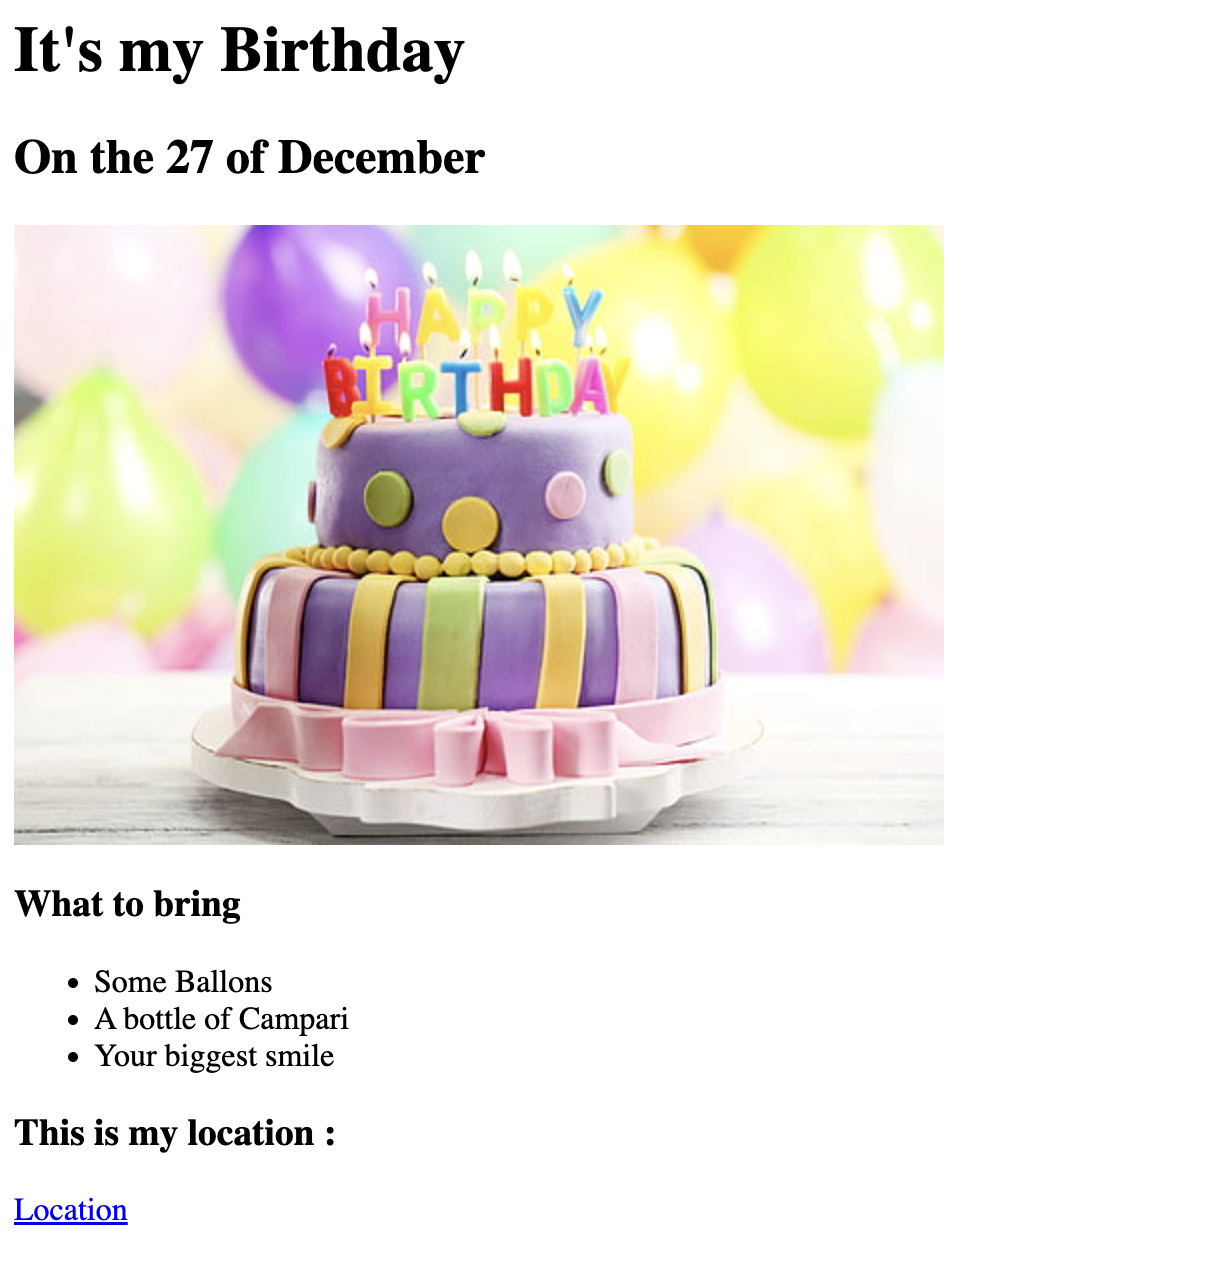 It's my Birthday
On the 27 of December
HAPPY
BIRTHDAY
What to bring
Some Ballons
A bottle of Campari
Your biggest smile
This is my location :
Location